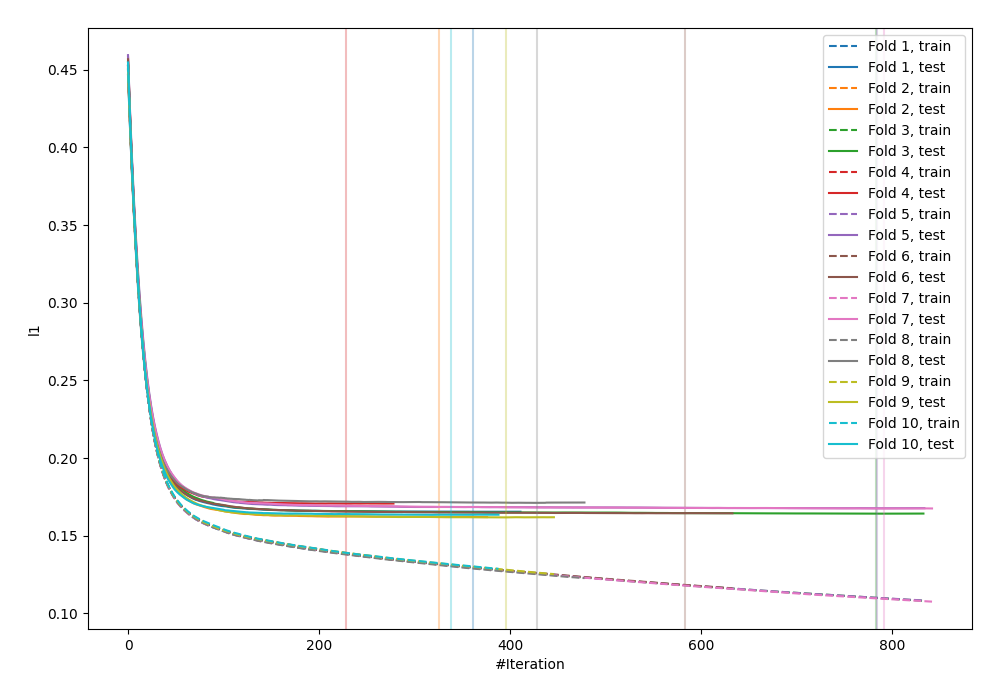 0.45
0.40
0.35
0.30
0.25
0.20
0.15
0.10
l1
0
200
400
600
800
#Iteration
Fold 1, train
Fold 1, test
Fold 2, train
Fold 2, test
Fold 3, train
Fold 3, test
Fold 4, train
Fold 4, test
Fold 5, train
Fold 5, test
Fold 6, train
Fold 6, test
Fold 7, train
Fold 7, test
Fold 8, train
Fold 8, test
Fold 9, train
Fold 9, test
Fold 10, train
Fold 10, test